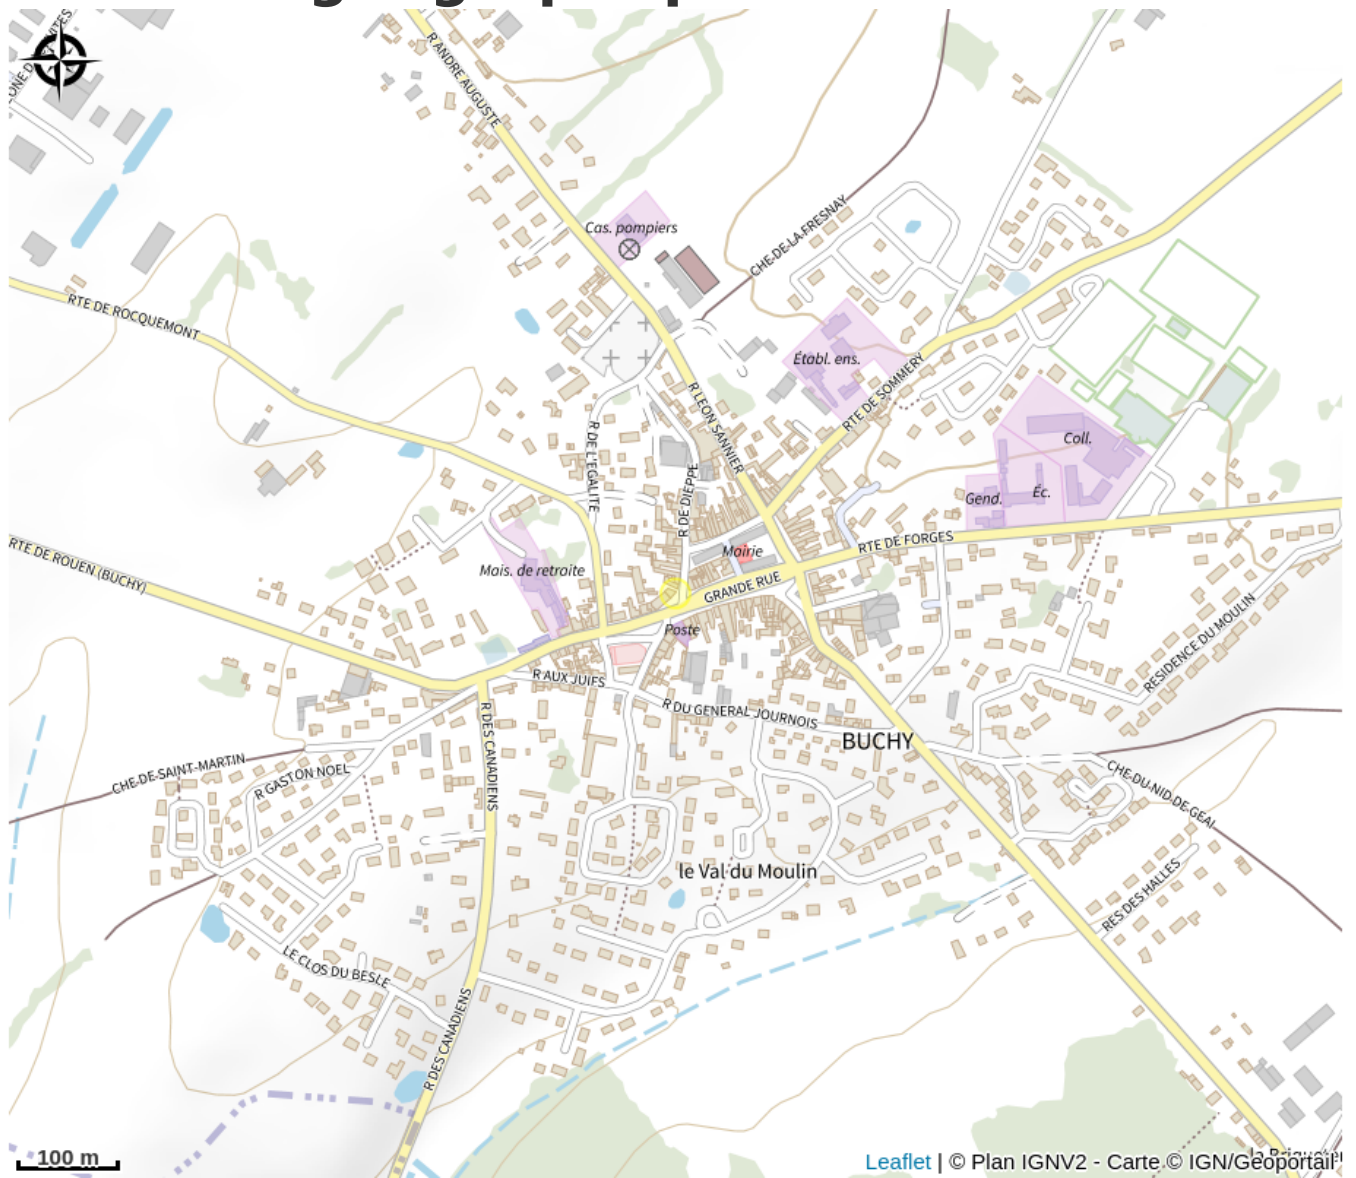 R ANDRE AUGUSTE
Cas. pompiers
CHE-DE-LA-FRESNAY
RTE DE ROCQUEMONT
Établ. ens.
RTE DE SOMMERY
R LEON SANNIER
R DE L'EGALITE
R DE DIEPPE
Coll.
Éc.
Gend.
Mairie
RTE DE FORGES
RTE DE ROUEN (BUCHY)
Mais. de retraite
GRANDE RUE
Poste
RESIDENCE DU MOULIN
R AUX JUIFS
R DU GENERAL JOURNOIS
R DES CANADIENS
BUCHY
CHE-DE-SAINT-MARTIN
R GASTON NOEL
CHE-DU-NID-DE-GEAI
le Val du Moulin
RES DES HALLES
LE CLOS DU BESLE
R DES CANADIENS
100 m
Leaflet | © Plan IGNV2 - Carte © IGN/Geoportail